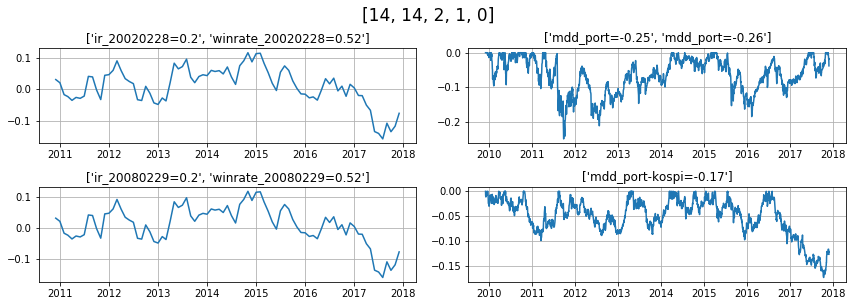 [14, 14, 2, 1, 0]
['ir_20020228=0.2', 'winrate_20020228=0.52']
0.1
0.0
−0.1
2011 2012 2013 2014 2015 2016 2017 2018
['mdd_port=-0.25', 'mdd_port=-0.26']
0.0
−0.1
−0.2
2010 2011 2012 2013 2014 2015 2016 2017 2018
['ir_20080229=0.2', 'winrate_20080229=0.52']
0.1
0.0
−0.1
2011 2012 2013 2014 2015 2016 2017 2018
['mdd_port-kospi=-0.17']
0.00
−0.05
−0.10
−0.15
2010 2011 2012 2013 2014 2015 2016 2017 2018